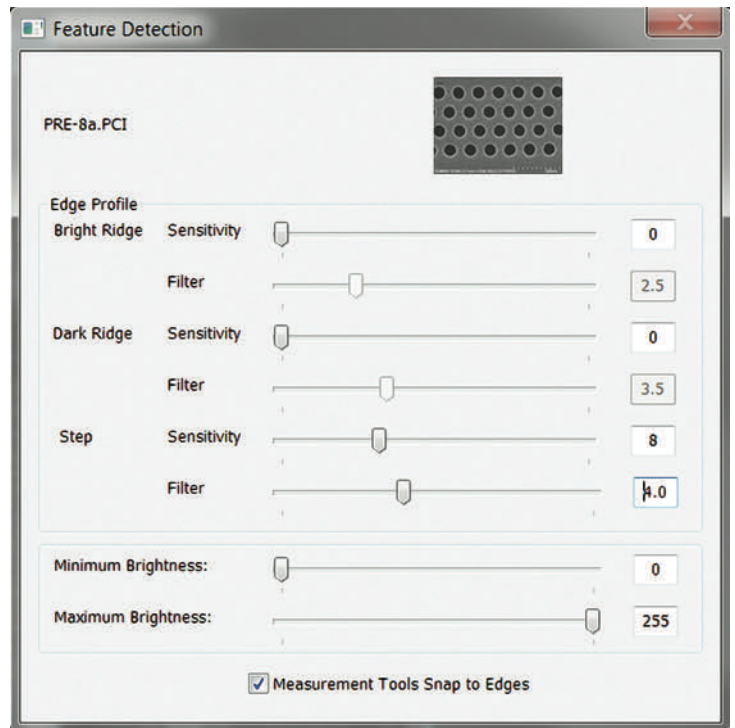 Feature Detection
PRE-8a.PCI
Edge Profile
Bright Ridge Sensitivity 0
Filter 2.5
Dark Ridge Sensitivity 0
Filter 3.5
Step Sensitivity 8
Filter 4.0
Minimum Brightness: 0
Maximum Brightness: 255
Measurement Tools Snap to Edges